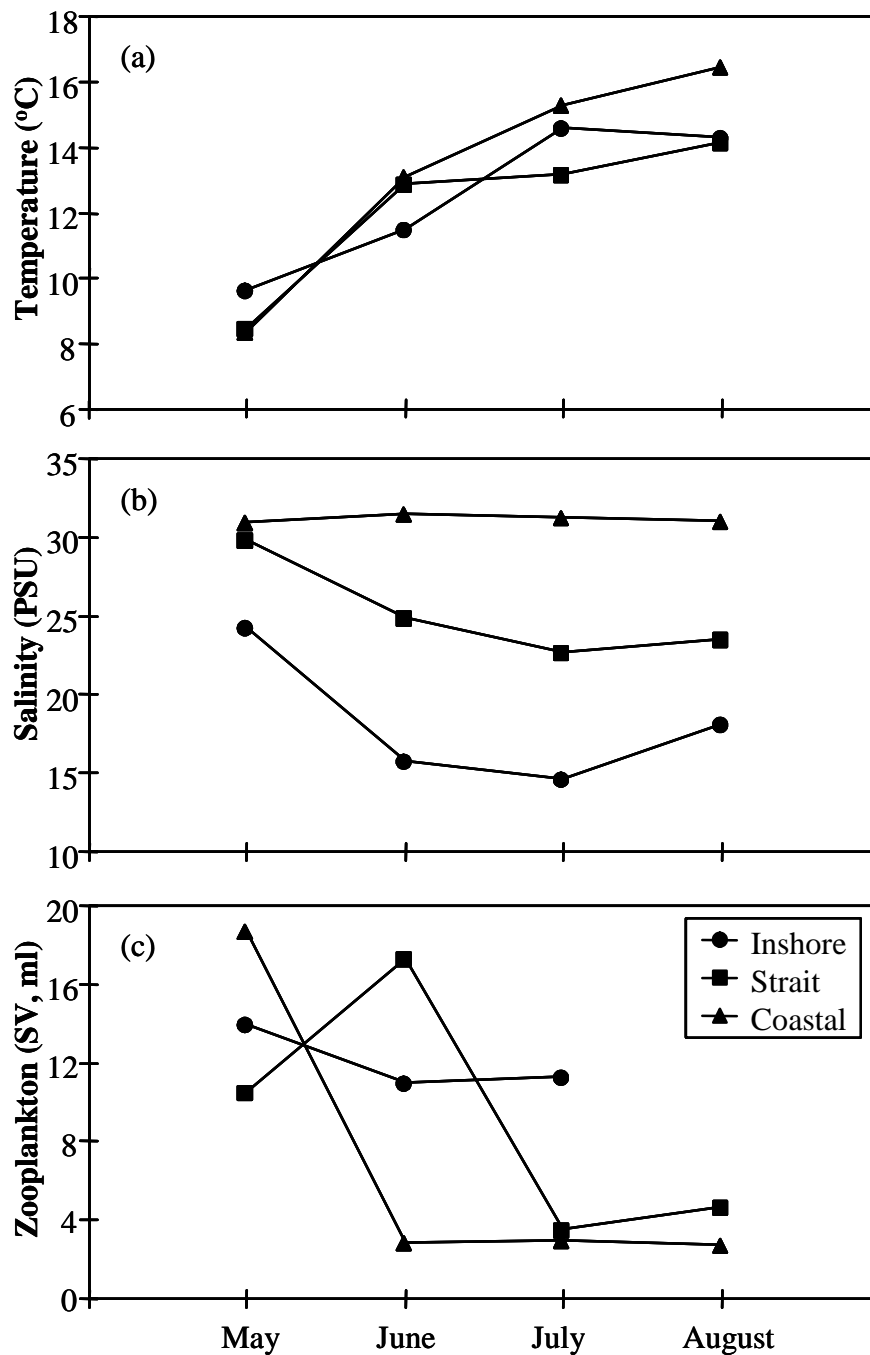 (a)
Temperature (ºC)
18
16
14
12
10
8
6
(b)
Salinity (PSU)
35
30
25
20
15
10
(c)
Zooplankton (SV, ml)
20
16
12
8
4
0
Inshore
Strait
Coastal
May June July August